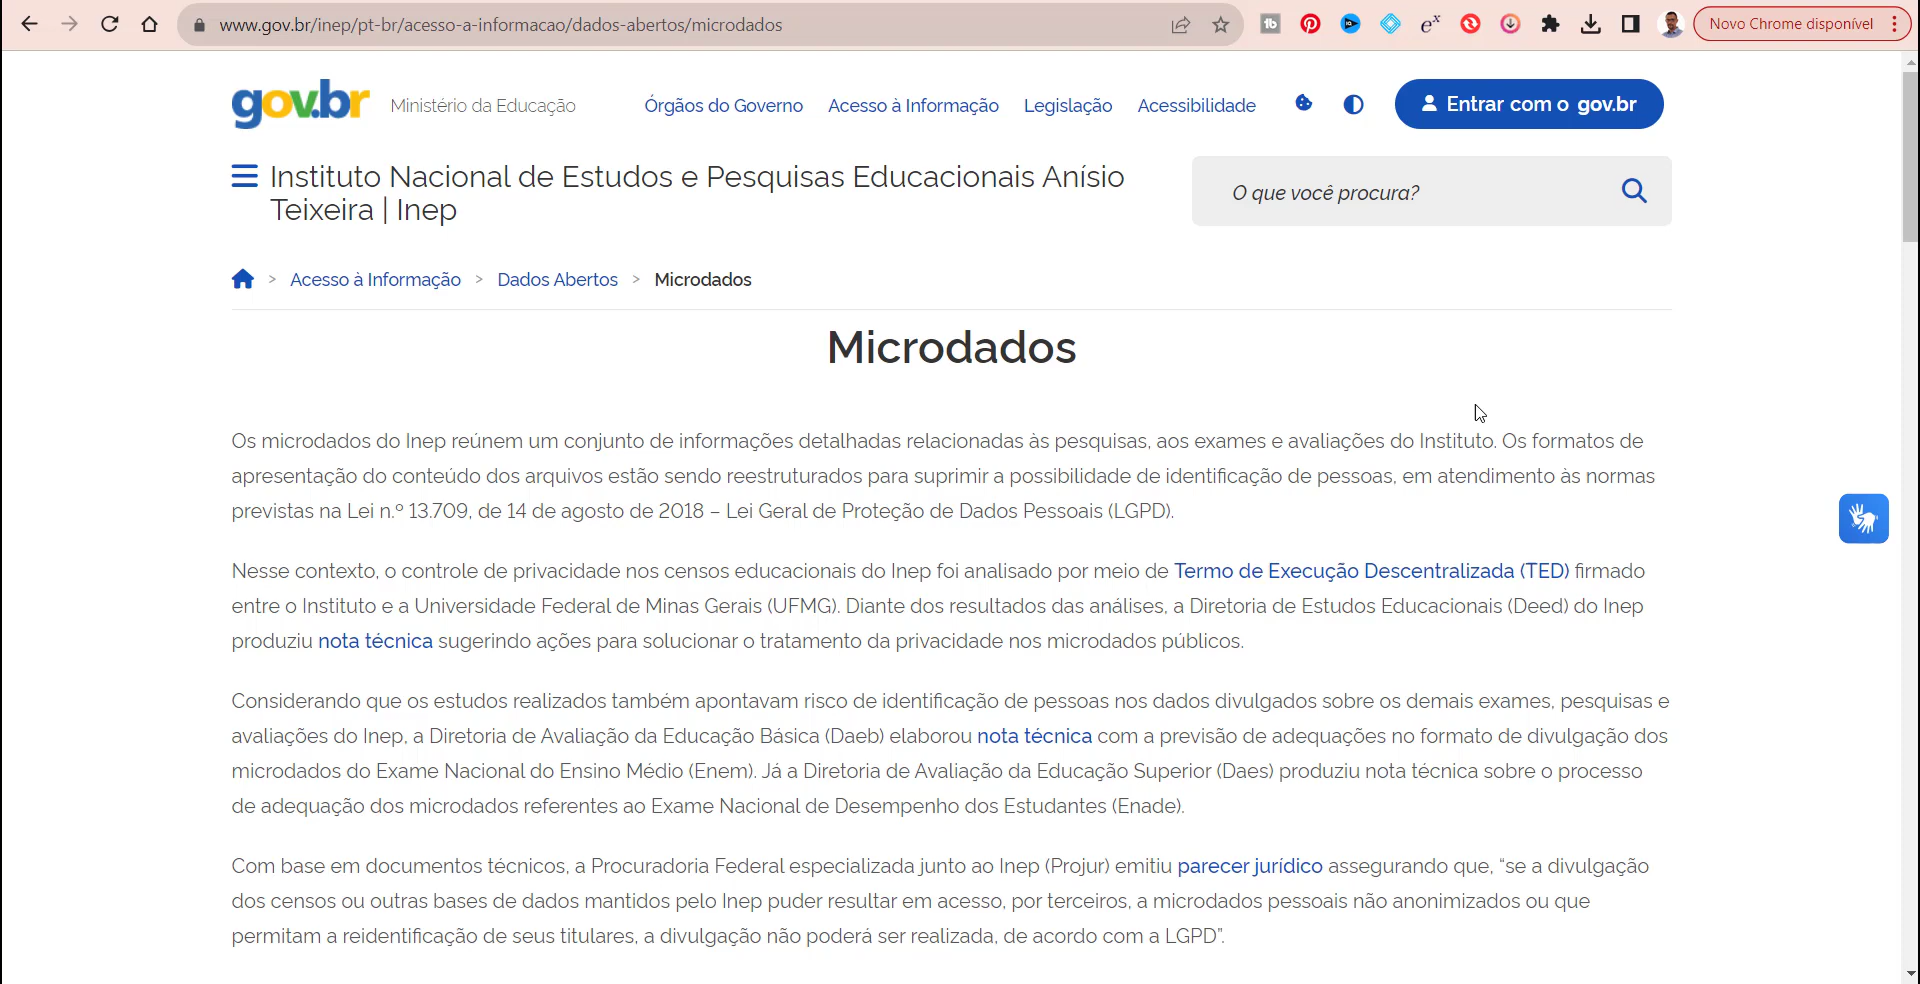 www.gov.br/inep/pt-br/acesso-a-informacao/dados-abertos/microdados
Novo Chrome disponível
gov.br
Ministério da Educação
Órgãos do Governo
Acesso à Informação
Legislação
Acessibilidade
Entrar com o gov.br
Instituto Nacional de Estudos e Pesquisas Educacionais Anísio
Teixeira | Inep
O que você procura?
> Acesso à Informação > Dados Abertos > Microdados
Microdados
Os microdados do Inep reúnem um conjunto de informações detalhadas relacionadas às pesquisas, aos exames e avaliações do Instituto. Os formatos de
apresentação do conteúdo dos arquivos estão sendo reestruturados para suprimir a possibilidade de identificação de pessoas, em atendimento às normas
previstas na Lei n.º 13.709, de 14 de agosto de 2018 – Lei Geral de Proteção de Dados Pessoais (LGPD).
Nesse contexto, o controle de privacidade nos censos educacionais do Inep foi analisado por meio de Termo de Execução Descentralizada (TED) firmado
entre o Instituto e a Universidade Federal de Minas Gerais (UFMG). Diante dos resultados das análises, a Diretoria de Estudos Educacionais (Deed) do Inep
produziu nota técnica sugerindo ações para solucionar o tratamento da privacidade nos microdados públicos.
Considerando que os estudos realizados também apontavam risco de identificação de pessoas nos dados divulgados sobre os demais exames, pesquisas e
avaliações do Inep, a Diretoria de Avaliação da Educação Básica (Daeb) elaborou nota técnica com a previsão de adequações no formato de divulgação dos
microdados do Exame Nacional do Ensino Médio (Enem). Já a Diretoria de Avaliação da Educação Superior (Daes) produziu nota técnica sobre o processo
de adequação dos microdados referentes ao Exame Nacional de Desempenho dos Estudantes (Enade).
Com base em documentos técnicos, a Procuradoria Federal especializada junto ao Inep (Projur) emitiu parecer jurídico assegurando que, “se a divulgação
dos censos ou outras bases de dados mantidos pelo Inep puder resultar em acesso, por terceiros, a microdados pessoais não anonimizados ou que
permitam a reidentificação de seus titulares, a divulgação não poderá ser realizada, de acordo com a LGPD”.